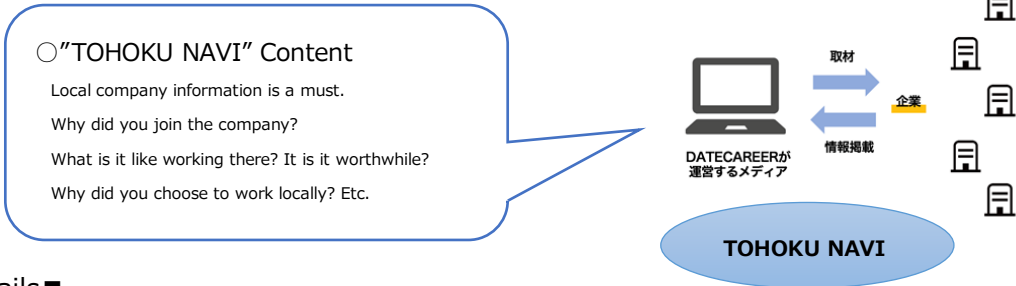 ○”TOHOKU NAVI” Content
Local company information is a must.
Why did you join the company?
What is it like working there? It is it worthwhile?
Why did you choose to work locally? Etc.
取材
企業
情報掲載
DATECAREERが
運営するメディア
TOHOKU NAVI
ails■